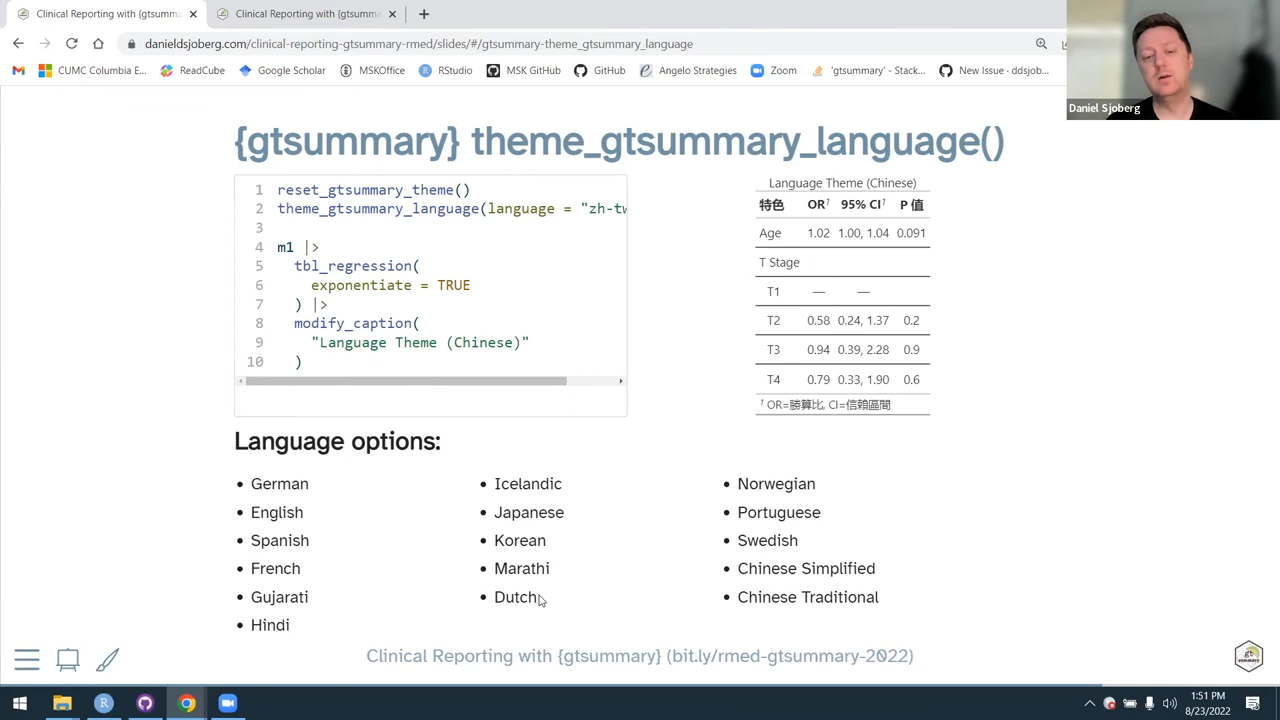 Clinical Reporting with {gtsumm
Clinical Reporting with {gtsumm
danieldsjoberg.com/clinical-reporting-gtsummary-rmed/slides/#/gtsummary-theme_gtsummary_language
CUMC Columbia E...
ReadCube
Google Scholar
MSKOffice
RStudio
MSK GitHub
GitHub
Angelo Strategies
Zoom
'gtsummary' - Stack...
New Issue · ddsjob...
Daniel Sjoberg
{gtsummary} theme_gtsummary_language()
1 reset_gtsummary_theme()
2 theme_gtsummary_language(language = "zh-tw
3
4 m1 |>
5 tbl_regression(
6 exponentiate = TRUE
7 ) |>
8 modify_caption(
9 "Language Theme (Chinese)"
10 )
Language Theme (Chinese)
特色 OR¹ 95% CI¹ P 值
Age 1.02 1.00, 1.04 0.091
T Stage
T1 — —
T2 0.58 0.24, 1.37 0.2
T3 0.94 0.39, 2.28 0.9
T4 0.79 0.33, 1.90 0.6
¹ OR=勝算比, CI=信賴區間
Language options:
• German
• English
• Spanish
• French
• Gujarati
• Hindi
• Icelandic
• Japanese
• Korean
• Marathi
• Dutch
• Norwegian
• Portuguese
• Swedish
• Chinese Simplified
• Chinese Traditional
Clinical Reporting with {gtsummary} (bit.ly/rmed-gtsummary-2022)
gt
summary
1:51 PM
8/23/2022